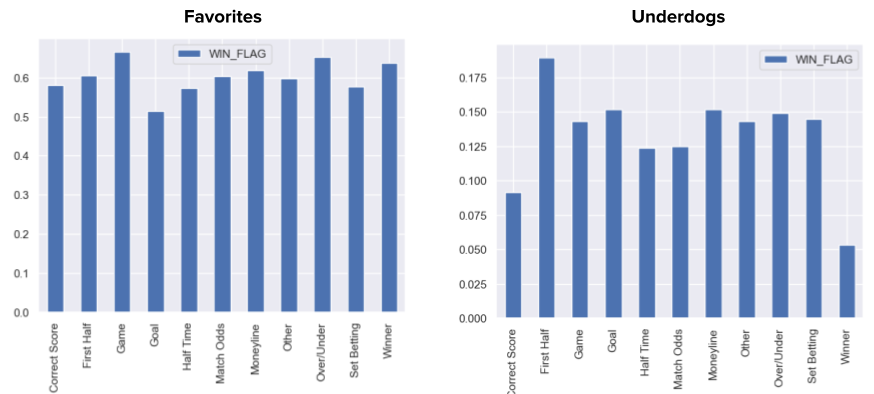 Favorites
WIN_FLAG
0.6
0.5
0.4
0.3
0.2
0.1
0.0
Correct Score
First Half
Game
Goal
Half Time
Match Odds
Moneyline
Other
Over/Under
Set Betting
Winner
Underdogs
WIN_FLAG
0.175
0.150
0.125
0.100
0.075
0.050
0.025
0.000
Correct Score
First Half
Game
Goal
Half Time
Match Odds
Moneyline
Other
Over/Under
Set Betting
Winner